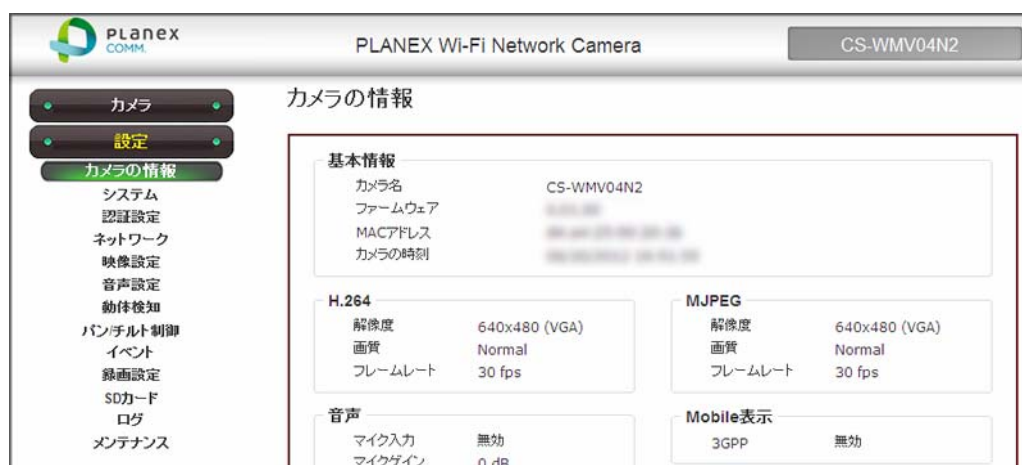 PLANEX
COMM.
PLANEX Wi-Fi Network Camera
CS-WMV04N2
カメラ
設定
カメラの情報
システム
認証設定
ネットワーク
映像設定
音声設定
動体検知
パン/チルト制御
イベント
録画設定
SDカード
ログ
メンテナンス
カメラの情報
基本情報
カメラ名 CS-WMV04N2
ファームウェア
MACアドレス
カメラの時刻
H.264
解像度 640x480 (VGA)
画質 Normal
フレームレート 30 fps
MJPEG
解像度 640x480 (VGA)
画質 Normal
フレームレート 30 fps
音声
マイク入力 無効
マイクゲイン 0 dB
Mobile表示
3GPP 無効